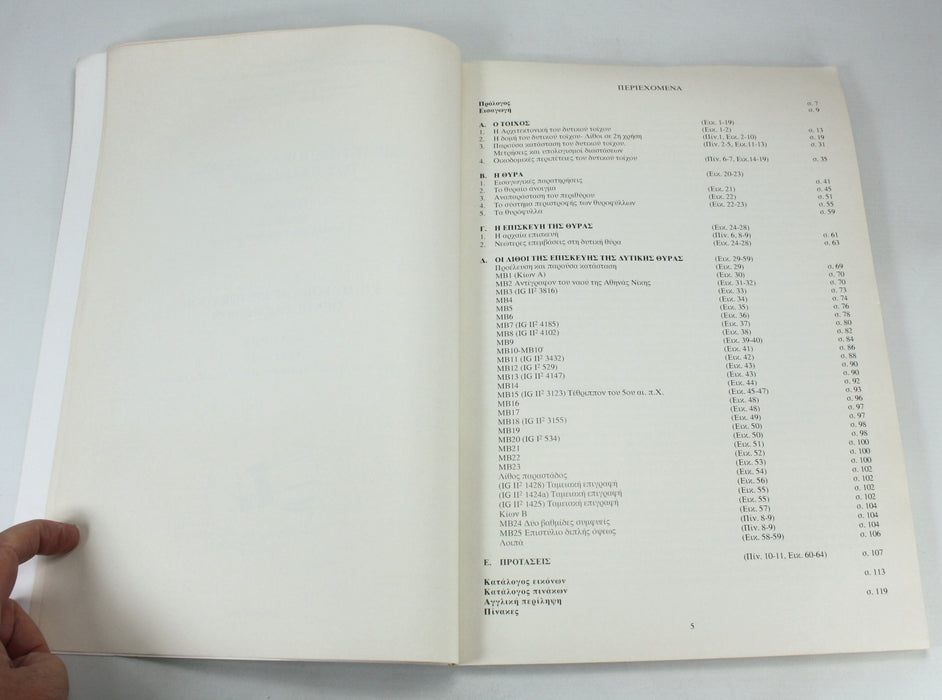 ΠΕΡΙΕΧΟΜΕΝΑ
Πρόλογος σ. 7
Εισαγωγή σ. 9
Α. Ο ΤΟΙΧΟΣ (Εικ. 1-19)
1. Η Αρχιτεκτονική του δυτικού τοίχου (Εικ. 1-2) σ. 13
2. Η δομή του δυτικού τοίχου- Λίθοι σε 2η χρήση (Πίν.1, Εικ. 2-10) σ. 19
3. Παρούσα κατάσταση του δυτικού τοίχου. (Πίν. 2-5, Εικ.11-13) σ. 31
Μετρήσεις και υπολογισμοί διαστάσεων
4. Οικοδομικές περιπέτειες του δυτικού τοίχου (Πίν. 6-7, Εικ.14-19) σ. 35
Β. Η ΘΥΡΑ (Εικ. 20-23)
1. Εισαγωγικές παρατηρήσεις σ. 41
2. Το θυραίο άνοιγμα (Εικ. 21) σ. 45
3. Αναπαράσταση του περιθύρου (Εικ. 22) σ. 51
4. Το σύστημα περιστροφής των θυροφύλλων (Εικ. 22-23) σ. 55
5. Τα θυρόφυλλα σ. 59
Γ. Η ΕΠΙΣΚΕΥΗ ΤΗΣ ΘΥΡΑΣ (Εικ. 24-28)
1. Η αρχαία επισκευή (Πίν. 6, 8-9) σ. 61
2. Νεώτερες επεμβάσεις στη δυτική θύρα (Εικ. 24-28) σ. 63
Δ. ΟΙ ΛΙΘΟΙ ΤΗΣ ΕΠΙΣΚΕΥΗΣ ΤΗΣ ΔΥΤΙΚΗΣ ΘΥΡΑΣ (Εικ. 29-59)
Προέλευση και παρούσα κατάσταση (Εικ. 29) σ. 69
ΜΒ1 (Κίων Α) (Εικ. 30) σ. 70
ΜΒ2 Αντίγραφον του ναού της Αθηνάς Νίκης (Εικ. 31-32) σ. 70
ΜΒ3 (IG II² 3816) (Εικ. 33) σ. 73
ΜΒ4 (Εικ. 34) σ. 74
ΜΒ5 (Εικ. 35) σ. 76
ΜΒ6 (Εικ. 36) σ. 78
ΜΒ7 (IG II² 4185) (Εικ. 37) σ. 80
ΜΒ8 (IG II² 4102) (Εικ. 38) σ. 82
ΜΒ9 (Εικ. 39-40) σ. 84
ΜΒ10-ΜΒ10' (Εικ. 41) σ. 86
ΜΒ11 (IG II² 3432) (Εικ. 42) σ. 88
ΜΒ12 (IG I² 529) (Εικ. 43) σ. 90
ΜΒ13 (IG II² 4147) (Εικ. 43) σ. 90
ΜΒ14 (Εικ. 44) σ. 92
ΜΒ15 (IG II² 3123) Τέθριππον του 5ου αι. π.Χ. (Εικ. 45-47) σ. 93
ΜΒ16 (Εικ. 48) σ. 96
ΜΒ17 (Εικ. 48) σ. 97
ΜΒ18 (IG II² 3155) (Εικ. 49) σ. 97
ΜΒ19 (Εικ. 50) σ. 98
ΜΒ20 (IG I² 534) (Εικ. 50) σ. 98
ΜΒ21 (Εικ. 51) σ. 100
ΜΒ22 (Εικ. 52) σ. 100
ΜΒ23 (Εικ. 53) σ. 100
Λίθος παραστάδος (Εικ. 54) σ. 102
(IG II² 1428) Ταμειακή επιγραφή (Εικ. 56) σ. 102
(IG II² 1424a) Ταμειακή επιγραφή (Εικ. 55) σ. 102
(IG II² 1425) Ταμειακή επιγραφή (Εικ. 55) σ. 102
Κίων Β (Εικ. 57) σ. 104
ΜΒ24 Δύο βαθμίδες συμφυείς (Πίν. 8-9) σ. 104
ΜΒ25 Επιστύλιο διπλής όψεως (Πίν. 8-9) σ. 104
Λοιπά (Εικ. 58-59) σ. 106
Ε. ΠΡΟΤΑΣΕΙΣ (Πίν. 10-11, Εικ. 60-64) σ. 107
Κατάλογος εικόνων σ. 113
Κατάλογος πινάκων
Αγγλική περίληψη σ. 119
Πίνακες
5